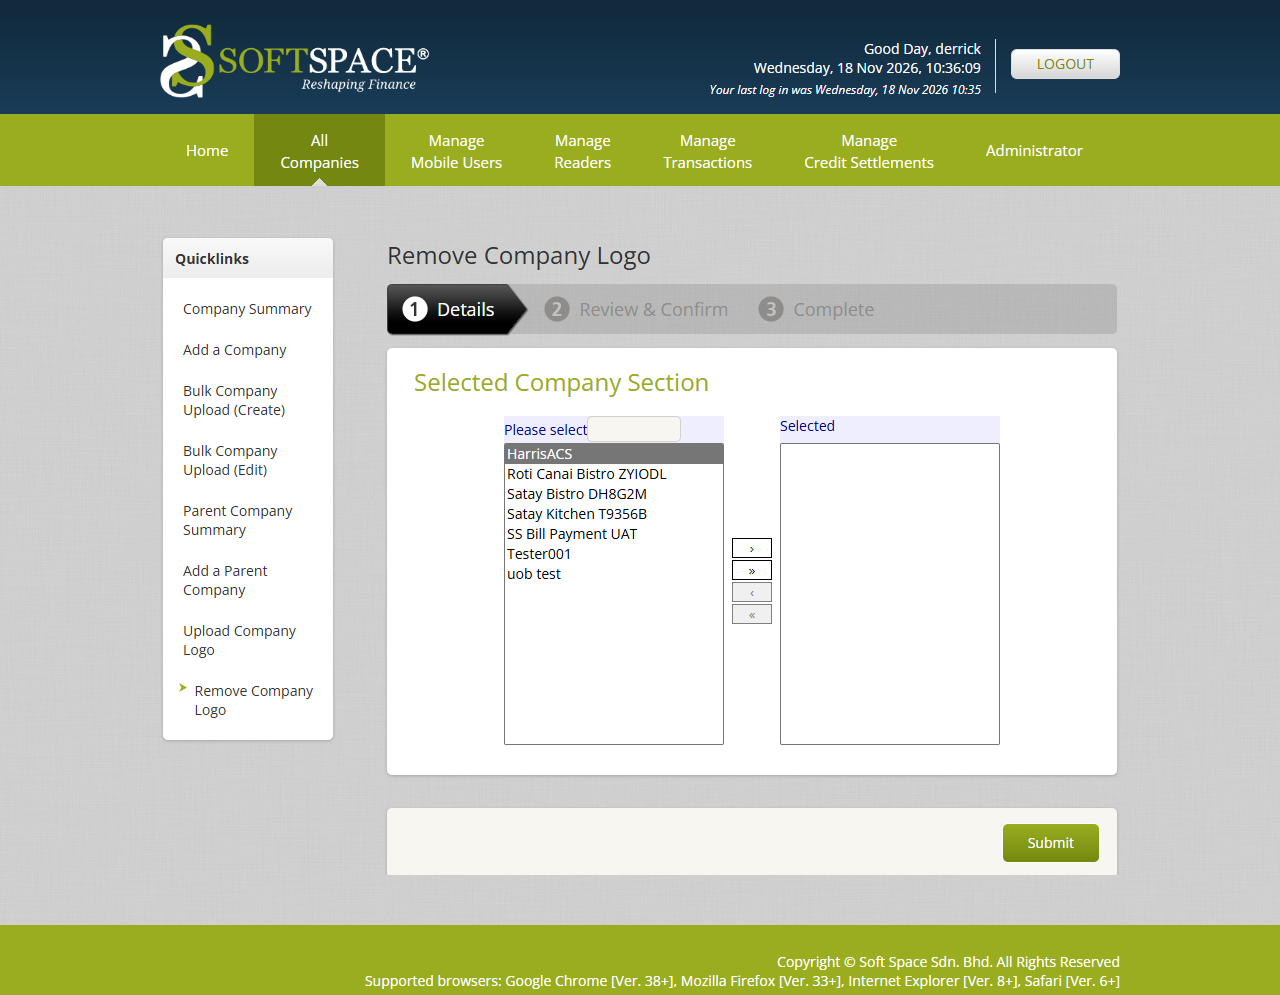 SOFTSPACE®
Reshaping Finance
Good Day, derrick
Wednesday, 18 Nov 2026, 10:36:09
Your last log in was Wednesday, 18 Nov 2026 10:35
LOGOUT
Home
All
Companies
Manage
Mobile Users
Manage
Readers
Manage
Transactions
Manage
Credit Settlements
Administrator
Quicklinks
Company Summary
Add a Company
Bulk Company
Upload (Create)
Bulk Company
Upload (Edit)
Parent Company
Summary
Add a Parent
Company
Upload Company
Logo
Remove Company
Logo
Remove Company Logo
1 Details
2 Review & Confirm
3 Complete
Selected Company Section
Please select
HarrisACS
Roti Canai Bistro ZYIODL
Satay Bistro DH8G2M
Satay Kitchen T9356B
SS Bill Payment UAT
Tester001
uob test
›
»
‹
«
Selected
Submit
Copyright © Soft Space Sdn. Bhd. All Rights Reserved
Supported browsers: Google Chrome [Ver. 38+], Mozilla Firefox [Ver. 33+], Internet Explorer [Ver. 8+], Safari [Ver. 6+]